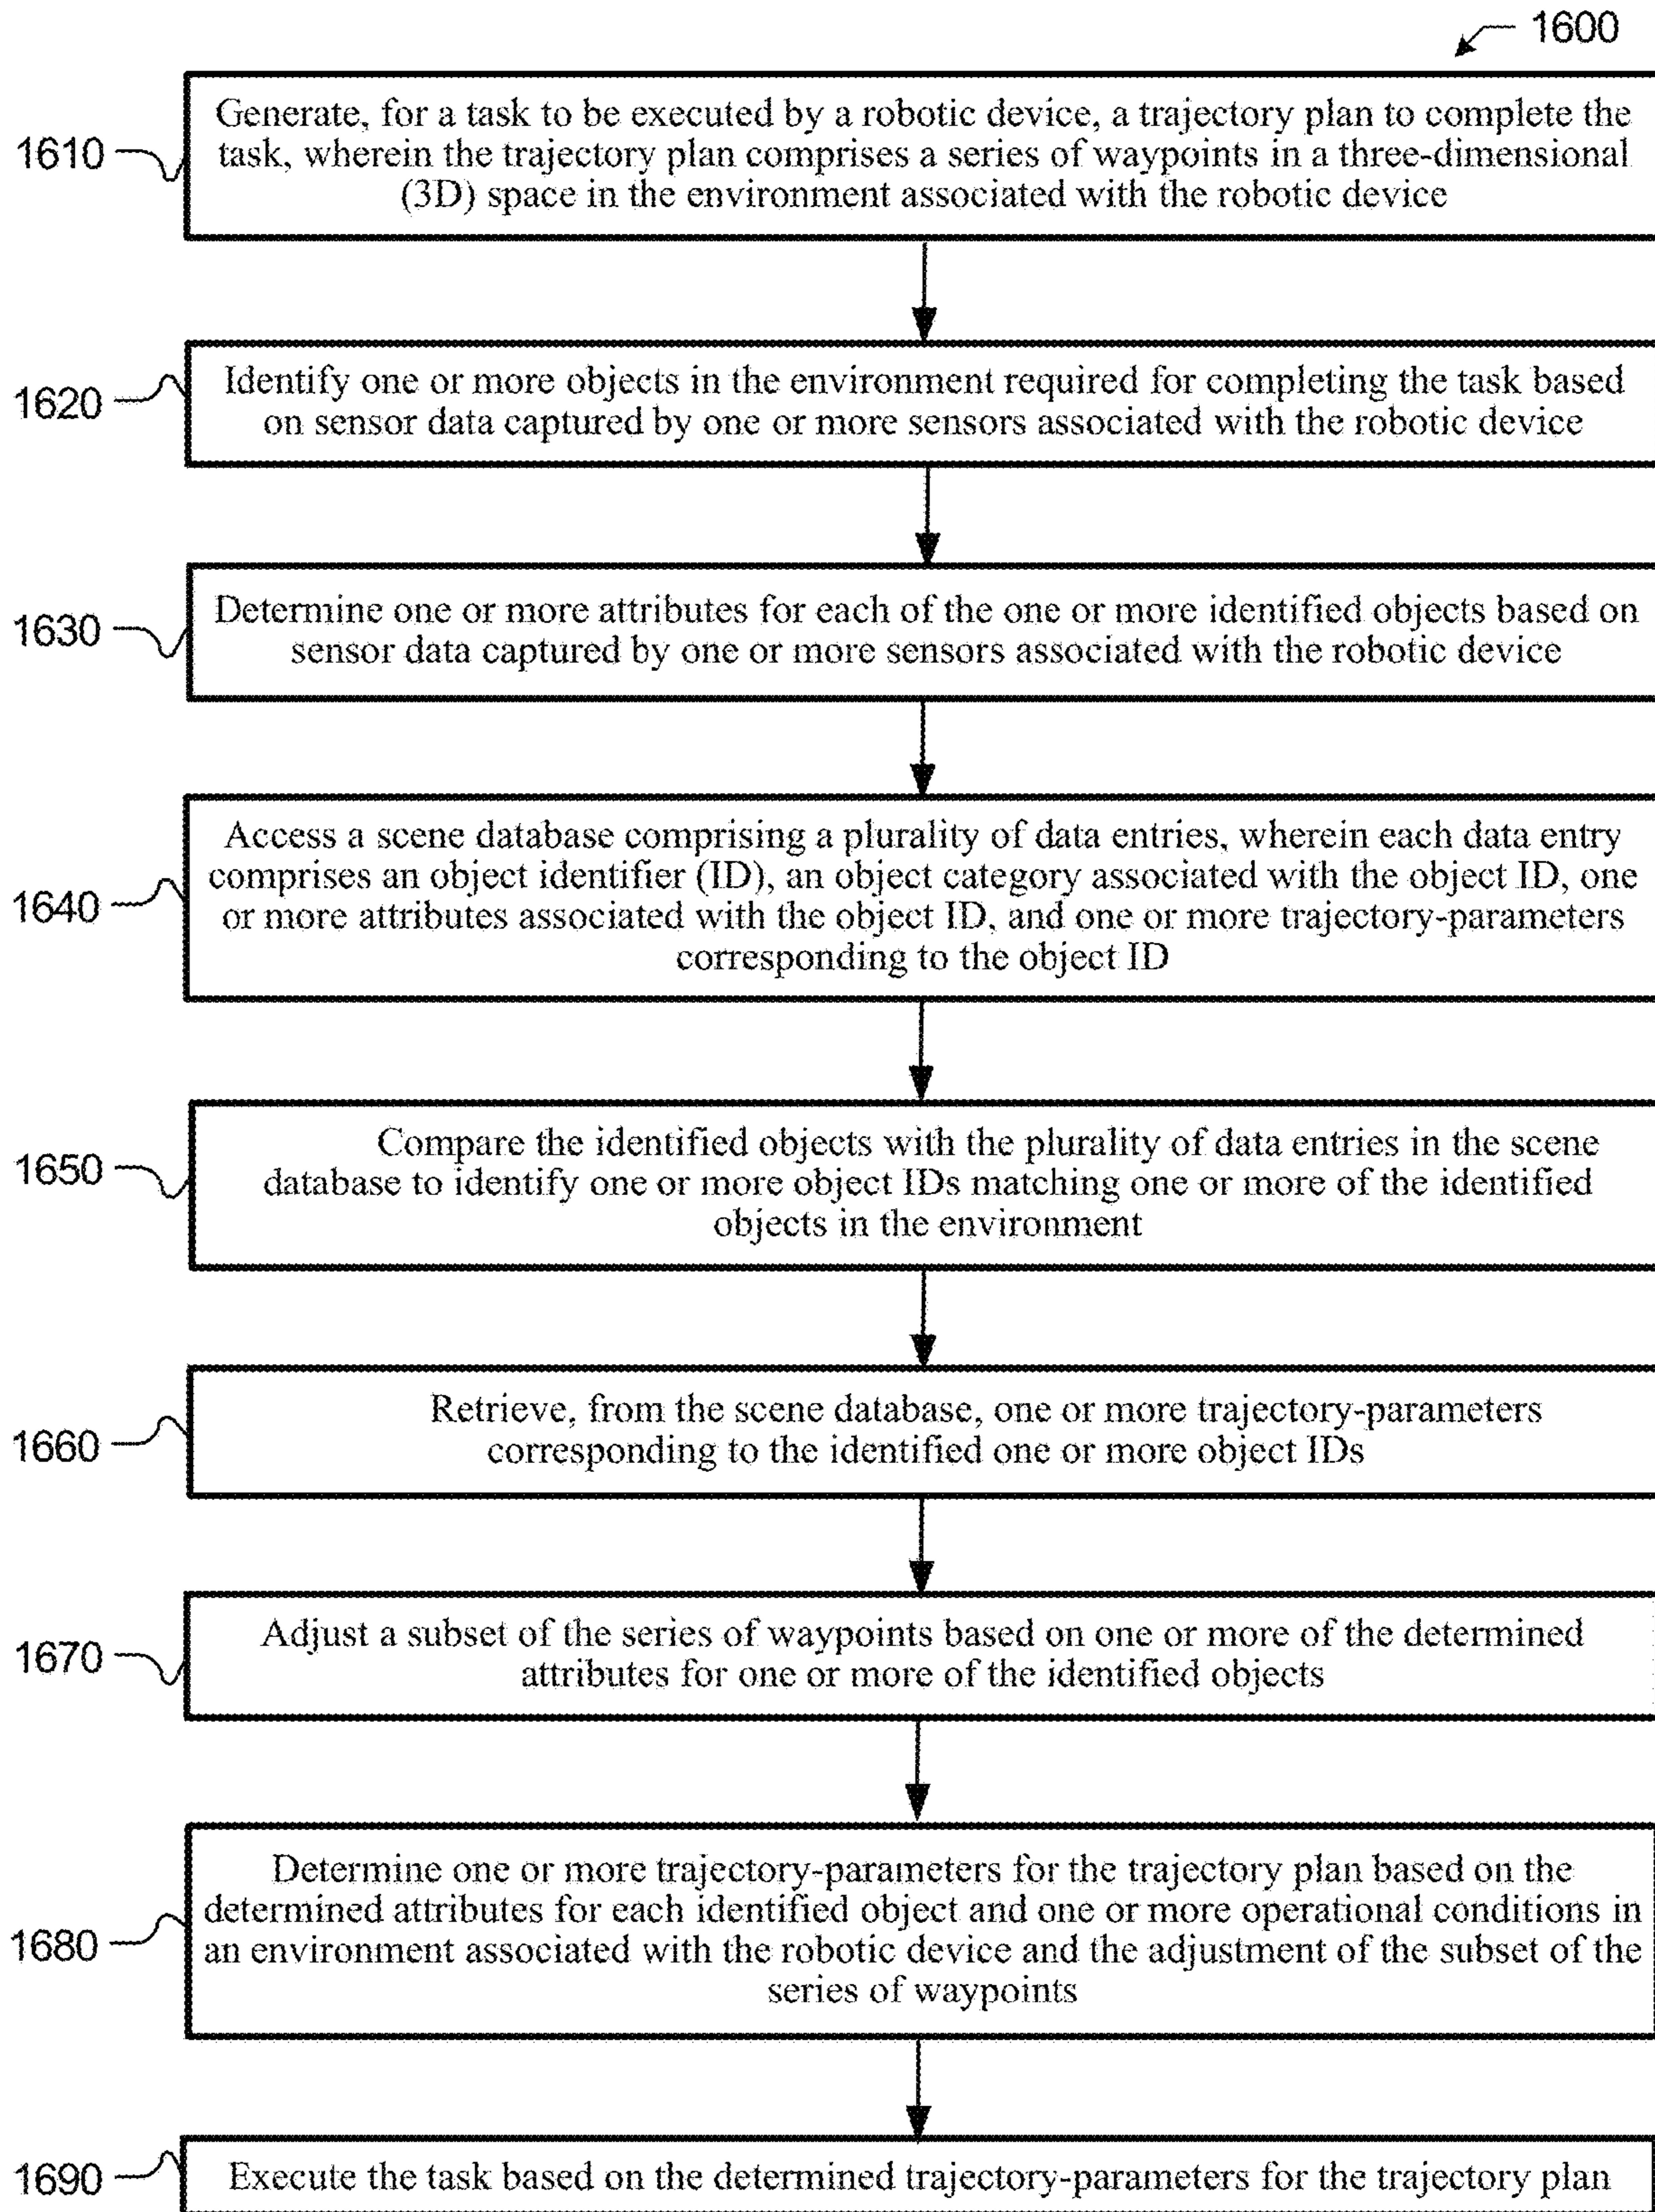 1600
1610
Generate, for a task to be executed by a robotic device, a trajectory plan to complete the
task, wherein the trajectory plan comprises a series of waypoints in a three-dimensional
(3D) space in the environment associated with the robotic device
1620
Identify one or more objects in the environment required for completing the task based
on sensor data captured by one or more sensors associated with the robotic device
1630
Determine one or more attributes for each of the one or more identified objects based on
sensor data captured by one or more sensors associated with the robotic device
1640
Access a scene database comprising a plurality of data entries, wherein each data entry
comprises an object identifier (ID), an object category associated with the object ID, one
or more attributes associated with the object ID, and one or more trajectory-parameters
corresponding to the object ID
1650
Compare the identified objects with the plurality of data entries in the scene
database to identify one or more object IDs matching one or more of the identified
objects in the environment
1660
Retrieve, from the scene database, one or more trajectory-parameters
corresponding to the identified one or more object IDs
1670
Adjust a subset of the series of waypoints based on one or more of the determined
attributes for one or more of the identified objects
1680
Determine one or more trajectory-parameters for the trajectory plan based on the
determined attributes for each identified object and one or more operational conditions in
an environment associated with the robotic device and the adjustment of the subset of the
series of waypoints
1690
Execute the task based on the determined trajectory-parameters for the trajectory plan